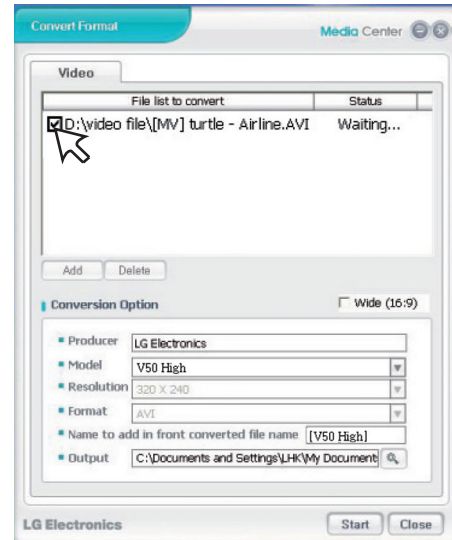 Convert Format
Media Center
Video
File list to convert Status
D:\video file\[MV] turtle - Airline.AVI Waiting...
Add Delete
Conversion Option Wide (16:9)
Producer LG Electronics
Model V50 High
Resolution 320 X 240
Format AVI
Name to add in front converted file name [V50 High]
Output C:\Documents and Settings\LHK\My Document
LG Electronics Start Close